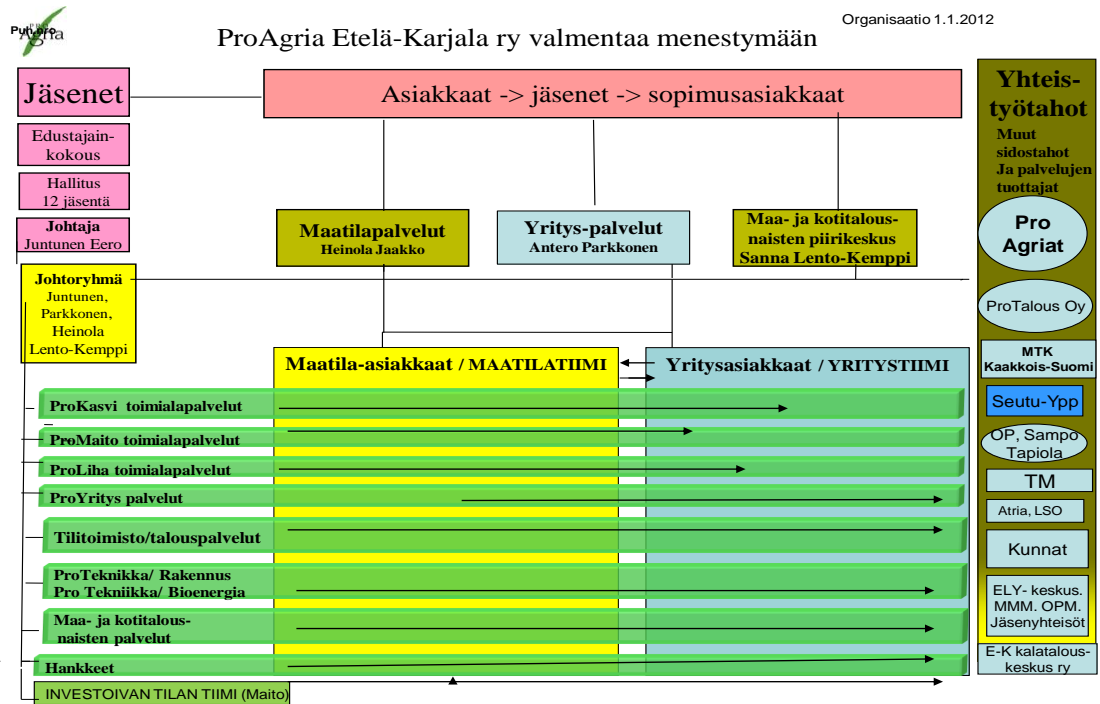 PRO
Agria
Puh.pro
Organisaatio 1.1.2012
ProAgria Etelä-Karjala ry valmentaa menestymään
Jäsenet
Asiakkaat -> jäsenet -> sopimusasiakkaat
Edustajain-
kokous
Hallitus
12 jäsentä
Johtaja
Juntunen Eero
Johtoryhmä
Juntunen,
Parkkonen,
Heinola
Lento-Kemppi
Maatilapalvelut
Heinola Jaakko
Yritys-palvelut
Antero Parkkonen
Maa- ja kotitalous-
naisten piirikeskus
Sanna Lento-Kemppi
Maatila-asiakkaat / MAATILATIIMI
Yritysasiakkaat / YRITYSTIIMI
ProKasvi toimialapalvelut
ProMaito toimialapalvelut
ProLiha toimialapalvelut
ProYritys palvelut
Tilitoimisto/talouspalvelut
ProTeknikka/ Rakennus
Pro Tekniikka/ Bioenergia
Maa- ja kotitalous-
naisten palvelut
Hankkeet
INVESTOIVAN TILAN TIIMI (Maito)
Yhteis-
työtahot
Muut
sidostahot
Ja palvelujen
tuottajat
Pro
Agriat
ProTalous Oy
MTK
Kaakkois-Suomi
Seutu-Ypp
OP, Sampo
Tapiola
TM
Atria, LSO
Kunnat
ELY- keskus.
MMM. OPM.
Jäsenyhteisöt
E-K kalatalous-
keskus ry